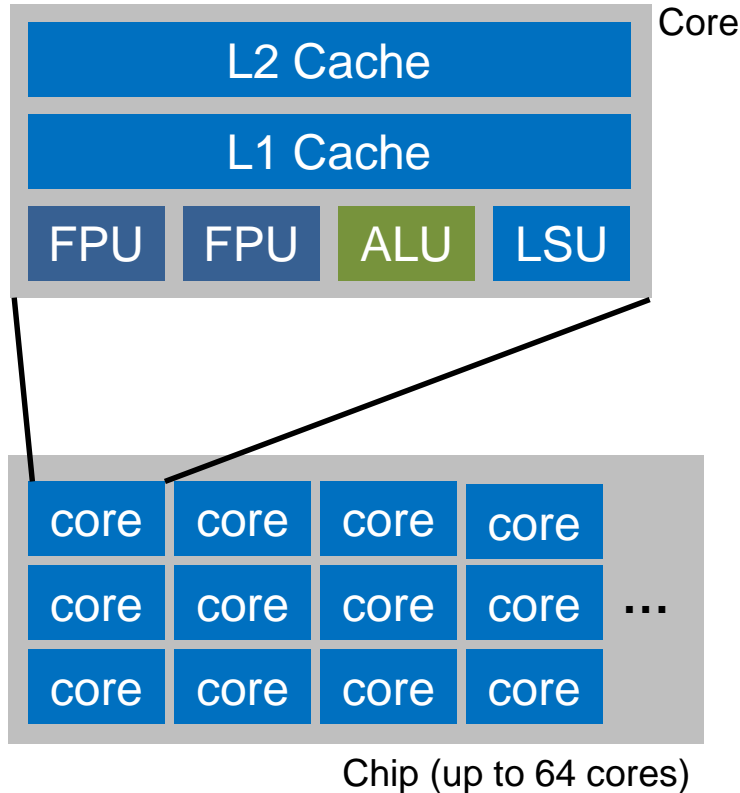 Core
L2 Cache
L1 Cache
FPU FPU ALU LSU
core core core core
core core core core ...
core core core core
Chip (up to 64 cores)